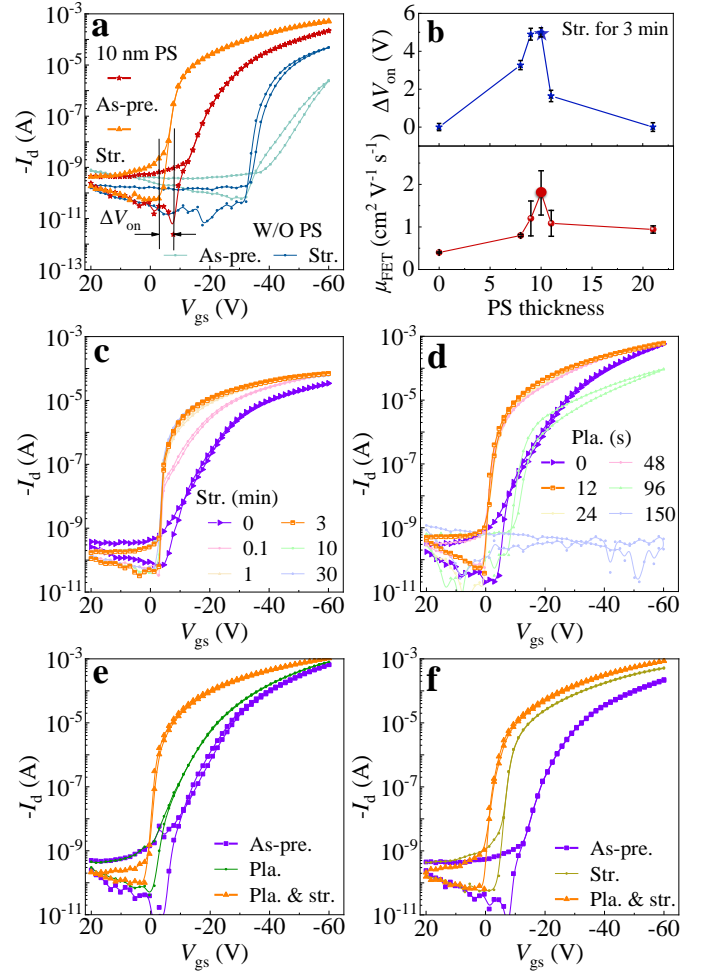 a
10 nm PS
As-pre.
Str.
ΔVon
W/O PS
As-pre. Str.
-Id (A)
10-3
10-5
10-7
10-9
10-11
10-13
20 0 -20 -40 -60
Vgs (V)
b
Str. for 3 min
ΔVon (V)
6
4
2
0
μFET (cm2 V-1 s-1)
2
1
0
0 5 10 15 20
PS thickness
c
-Id (A)
10-3
10-5
10-7
10-9
10-11
Str. (min)
0 3
0.1 10
1 30
20 0 -20 -40 -60
Vgs (V)
d
-Id (A)
10-3
10-5
10-7
10-9
10-11
Pla. (s)
0 48
12 96
24 150
20 0 -20 -40 -60
Vgs (V)
e
-Id (A)
10-3
10-5
10-7
10-9
10-11
As-pre.
Pla.
Pla. & str.
20 0 -20 -40 -60
Vgs (V)
f
-Id (A)
10-3
10-5
10-7
10-9
10-11
As-pre.
Str.
Pla. & str.
20 0 -20 -40 -60
Vgs (V)